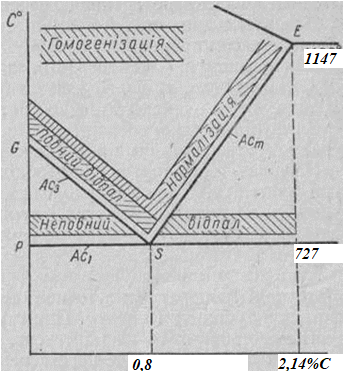 C°
Гомогенізація
E
1147
G
Повний відпал
Нормалізація
Ac3
Acm
Неповний відпал
P
Ac1
S
727
0,8
2,14%C